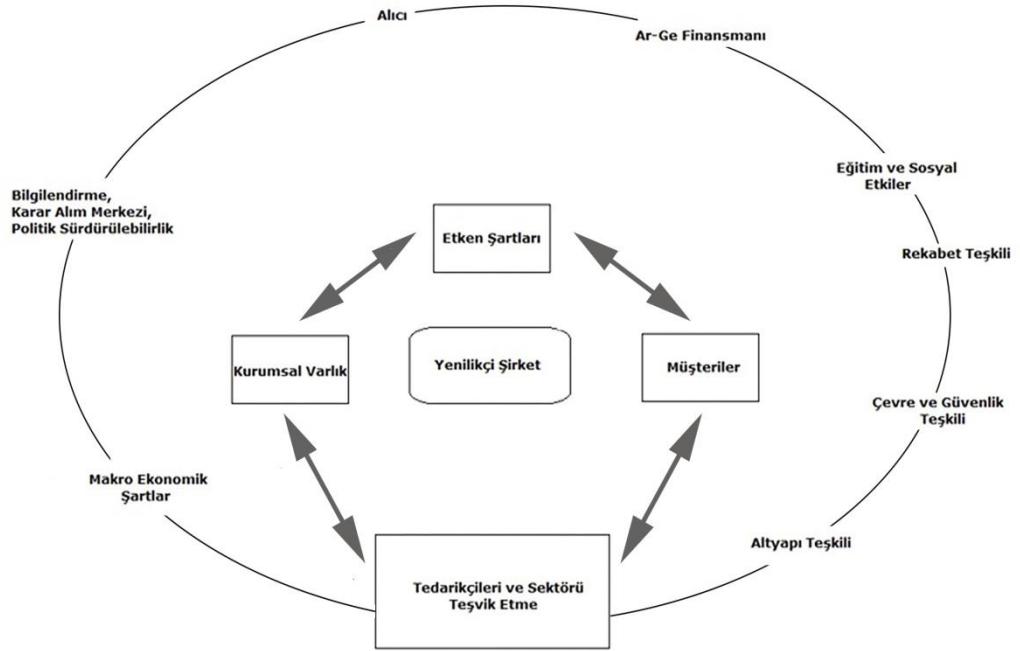 Alıcı
Ar-Ge Finansmanı
Eğitim ve Sosyal
Etkiler
Bilgilendirme,
Karar Alım Merkezi,
Politik Sürdürülebilirlik
Etken Şartları
Rekabet Teşkili
Kurumsal Varlık
Yenilikçi Şirket
Müşteriler
Çevre ve Güvenlik
Teşkili
Makro Ekonomik
Şartlar
Altyapı Teşkili
Tedarikçileri ve Sektörü
Teşvik Etme